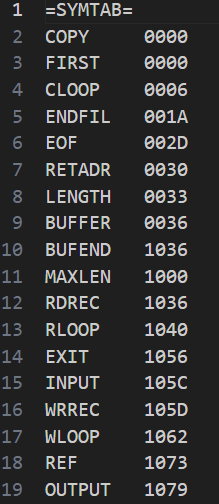 1 =SYMTAB=
2 COPY 0000
3 FIRST 0000
4 CLOOP 0006
5 ENDFIL 001A
6 EOF 002D
7 RETADR 0030
8 LENGTH 0033
9 BUFFER 0036
10 BUFEND 1036
11 MAXLEN 1000
12 RDREC 1036
13 RLOOP 1040
14 EXIT 1056
15 INPUT 105C
16 WRREC 105D
17 WLOOP 1062
18 REF 1073
19 OUTPUT 1079